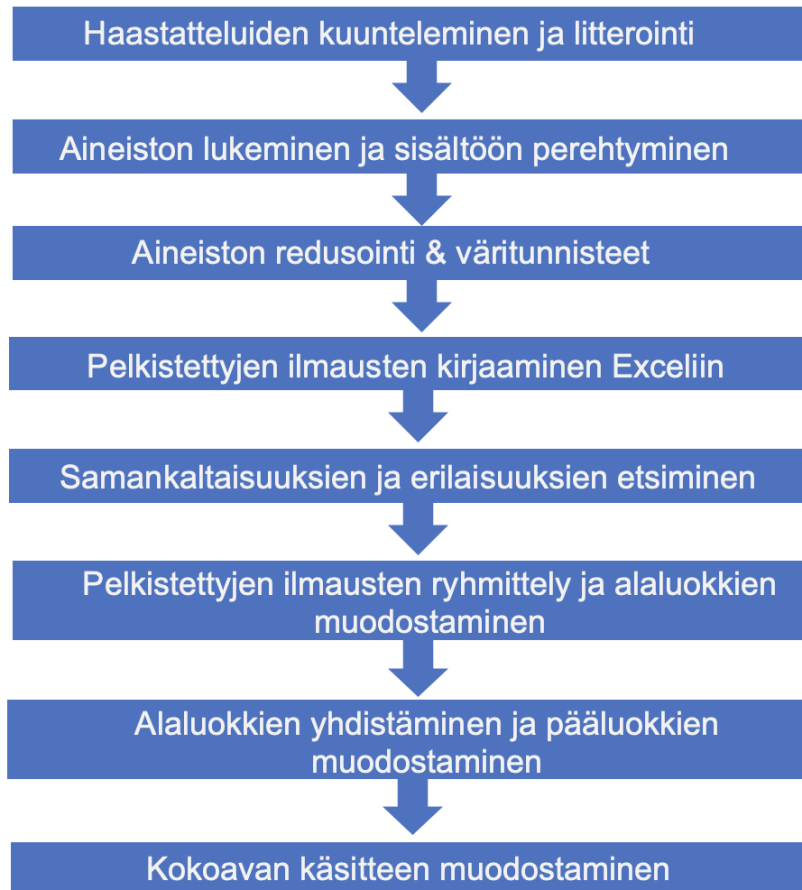 Haastatteluiden kuunteleminen ja litterointi
Aineiston lukeminen ja sisältöön perehtyminen
Aineiston redusointi & väritunnisteet
Pelkistettyjen ilmausten kirjaaminen Exceliin
Samankaltaisuuksien ja erilaisuuksien etsiminen
Pelkistettyjen ilmausten ryhmittely ja alaluokkien
muodostaminen
Alaluokkien yhdistäminen ja pääluokkien
muodostaminen
Kokoavan käsitteen muodostaminen